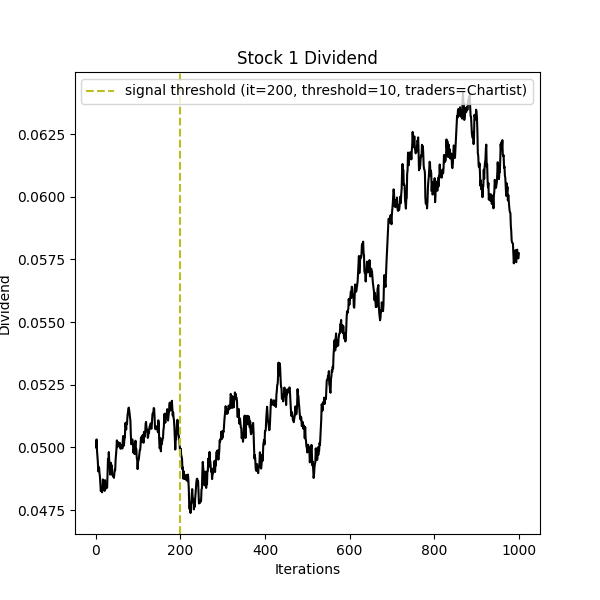 Stock 1 Dividend
signal threshold (it=200, threshold=10, traders=Chartist)
Dividend
0.0625
0.0600
0.0575
0.0550
0.0525
0.0500
0.0475
0 200 400 600 800 1000
Iterations